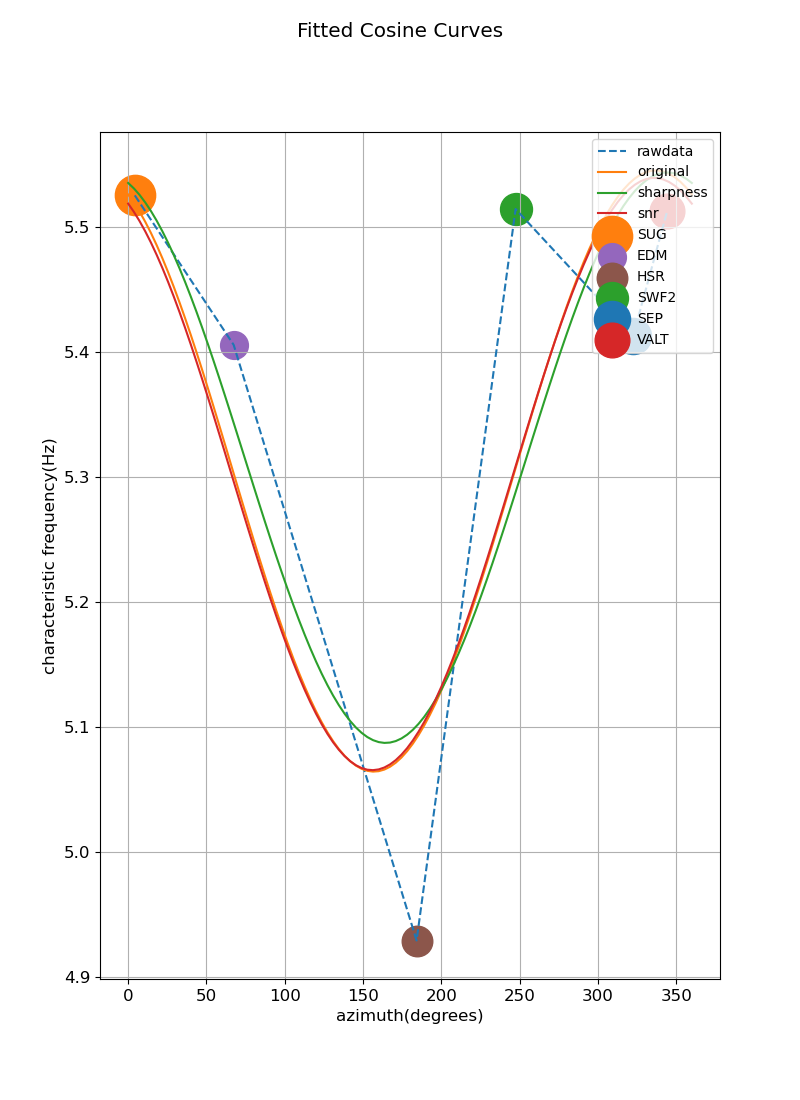 Fitted Cosine Curves
rawdata
original
sharpness
snr
SUG
EDM
HSR
SWF2
SEP
VALT
characteristic frequency(Hz)
5.5
5.4
5.3
5.2
5.1
5.0
4.9
0 50 100 150 200 250 300 350
azimuth(degrees)